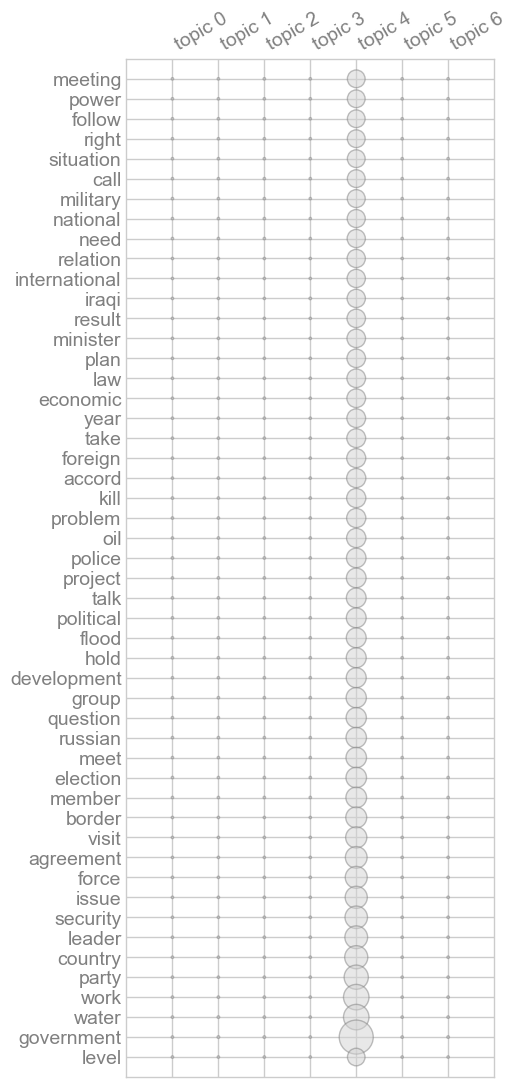 topic 0 topic 1 topic 2 topic 3 topic 4 topic 5 topic 6
meeting
power
follow
right
situation
call
military
national
need
relation
international
iraqi
result
minister
plan
law
economic
year
take
foreign
accord
kill
problem
oil
police
project
talk
political
flood
hold
development
group
question
russian
meet
election
member
border
visit
agreement
force
issue
security
leader
country
party
work
water
government
level